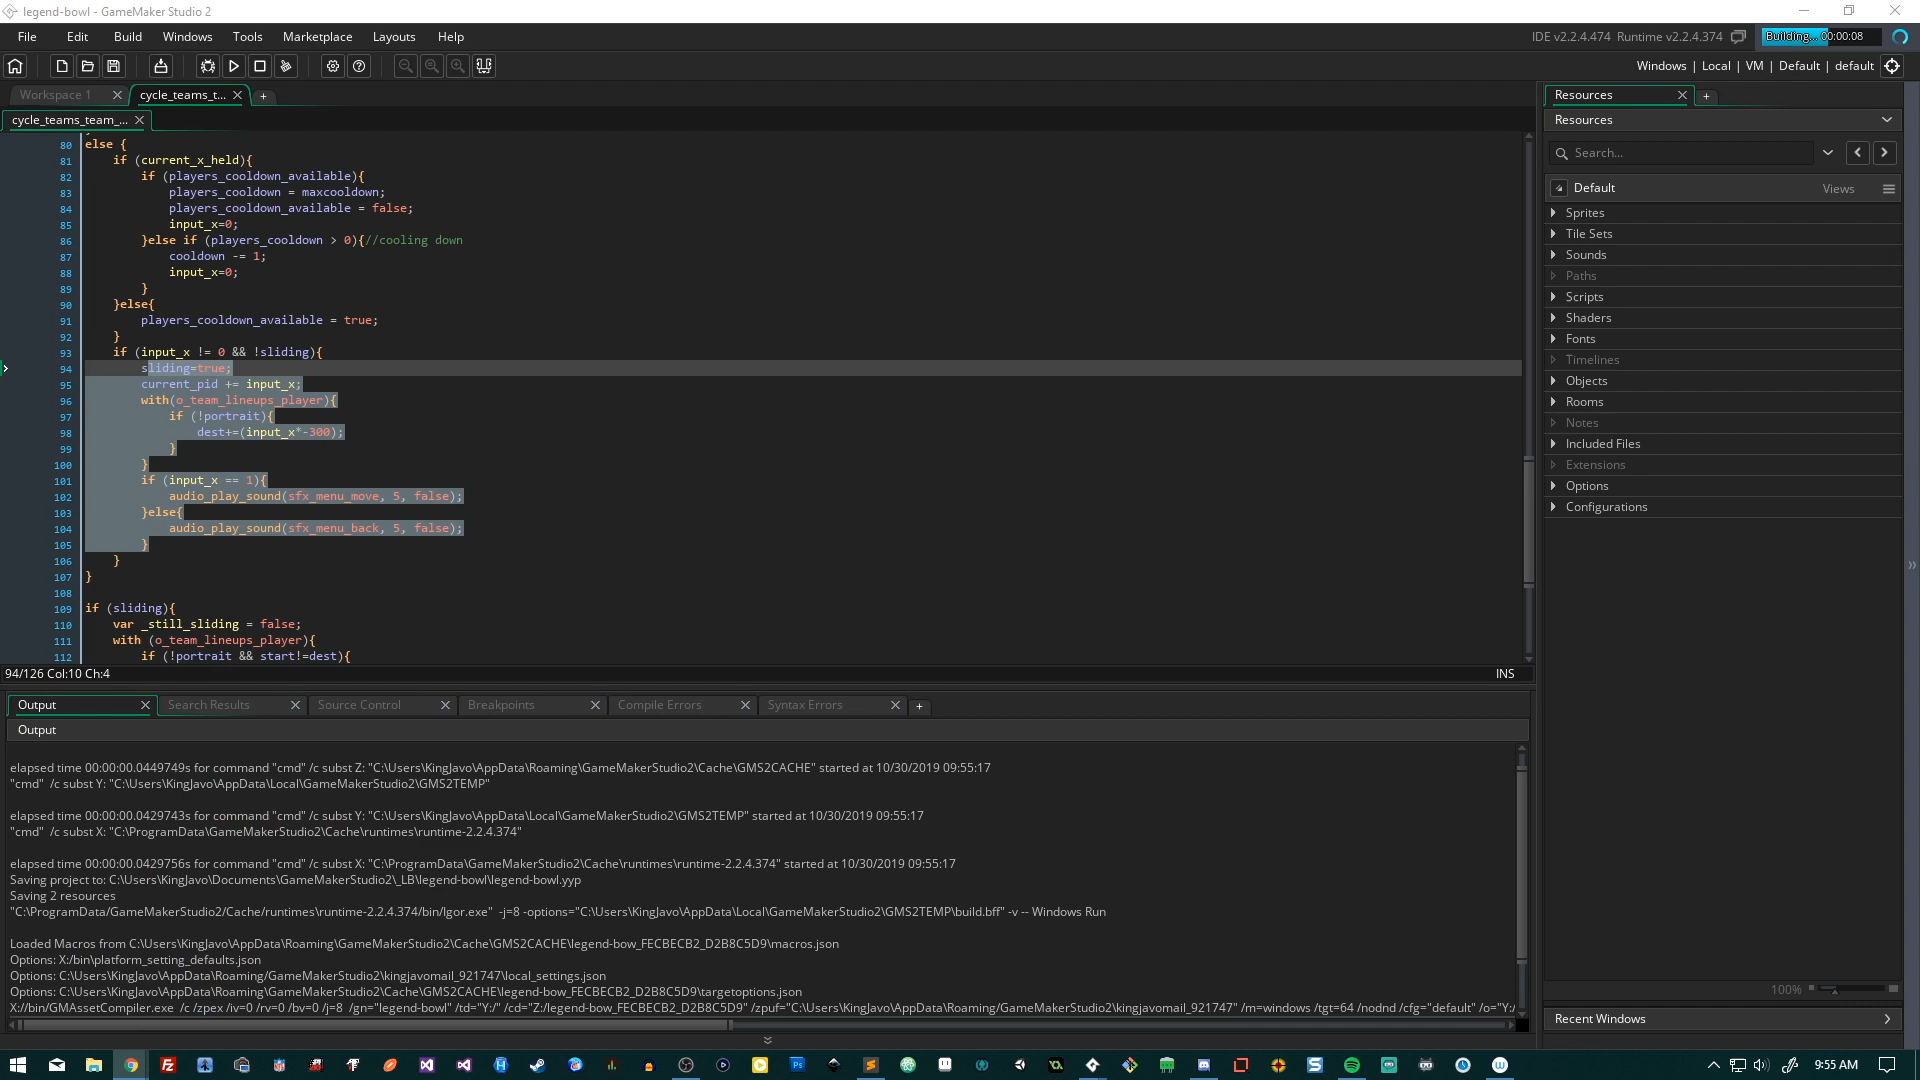 legend-bowl - GameMaker Studio 2
File Edit Build Windows Tools Marketplace Layouts Help
IDE v2.2.4.474 Runtime v2.2.4.374
Building... 00:00:08
Windows | Local | VM | Default | default
Workspace 1
cycle_teams_t...
cycle_teams_team_...
80 else {
81 if (current_x_held){
82 if (players_cooldown_available){
83 players_cooldown = maxcooldown;
84 players_cooldown_available = false;
85 input_x=0;
86 }else if (players_cooldown > 0){//cooling down
87 cooldown -= 1;
88 input_x=0;
89 }
90 }else{
91 players_cooldown_available = true;
92 }
93 if (input_x != 0 && !sliding){
94 sliding=true;
95 current_pid += input_x;
96 with(o_team_lineups_player){
97 if (!portrait){
98 dest+=(input_x*-300);
99 }
100 }
101 if (input_x == 1){
102 audio_play_sound(sfx_menu_move, 5, false);
103 }else{
104 audio_play_sound(sfx_menu_back, 5, false);
105 }
106 }
107 }
108
109 if (sliding){
110 var _still_sliding = false;
111 with (o_team_lineups_player){
112 if (!portrait && start!=dest){
94/126 Col:10 Ch:4
INS
Output Search Results Source Control Breakpoints Compile Errors Syntax Errors
Output
elapsed time 00:00:00.0449749s for command "cmd" /c subst Z: "C:\Users\KingJavo\AppData\Roaming\GameMakerStudio2\Cache\GMS2CACHE" started at 10/30/2019 09:55:17
"cmd" /c subst Y: "C:\Users\KingJavo\AppData\Local\GameMakerStudio2\GMS2TEMP"
elapsed time 00:00:00.0429743s for command "cmd" /c subst Y: "C:\Users\KingJavo\AppData\Local\GameMakerStudio2\GMS2TEMP" started at 10/30/2019 09:55:17
"cmd" /c subst X: "C:\ProgramData\GameMakerStudio2\Cache\runtimes\runtime-2.2.4.374"
elapsed time 00:00:00.0429756s for command "cmd" /c subst X: "C:\ProgramData\GameMakerStudio2\Cache\runtimes\runtime-2.2.4.374" started at 10/30/2019 09:55:17
Saving project to: C:\Users\KingJavo\Documents\GameMakerStudio2\_LB\legend-bowl\legend-bowl.yyp
Saving 2 resources
"C:\ProgramData/GameMakerStudio2/Cache/runtimes\runtime-2.2.4.374/bin/Igor.exe" -j=8 -options="C:\Users\KingJavo\AppData\Local\GameMakerStudio2\GMS2TEMP\build.bff" -v -- Windows Run
Loaded Macros from C:\Users\KingJavo\AppData\Roaming\GameMakerStudio2\Cache\GMS2CACHE\legend-bow_FECBECB2_D2B8C5D9\macros.json
Options: X:/bin\platform_setting_defaults.json
Options: C:\Users\KingJavo\AppData\Roaming/GameMakerStudio2\kingjavomail_921747\local_settings.json
Options: C:\Users\KingJavo\AppData\Roaming\GameMakerStudio2\Cache\GMS2CACHE\legend-bow_FECBECB2_D2B8C5D9\targetoptions.json
X://bin/GMAssetCompiler.exe /c /zpex /iv=0 /rv=0 /bv=0 /j=8 /gn="legend-bowl" /td="Y:/" /cd="Z:/legend-bow_FECBECB2_D2B8C5D9" /zpuf="C:\Users\KingJavo\AppData\Roaming/GameMakerStudio2\kingjavomail_921747" /m=windows /tgt=64 /nodnd /cfg="default" /o="Y:/
Resources
Resources
Search...
Default Views
Sprites
Tile Sets
Sounds
Paths
Scripts
Shaders
Fonts
Timelines
Objects
Rooms
Notes
Included Files
Extensions
Options
Configurations
100%
Recent Windows
9:55 AM